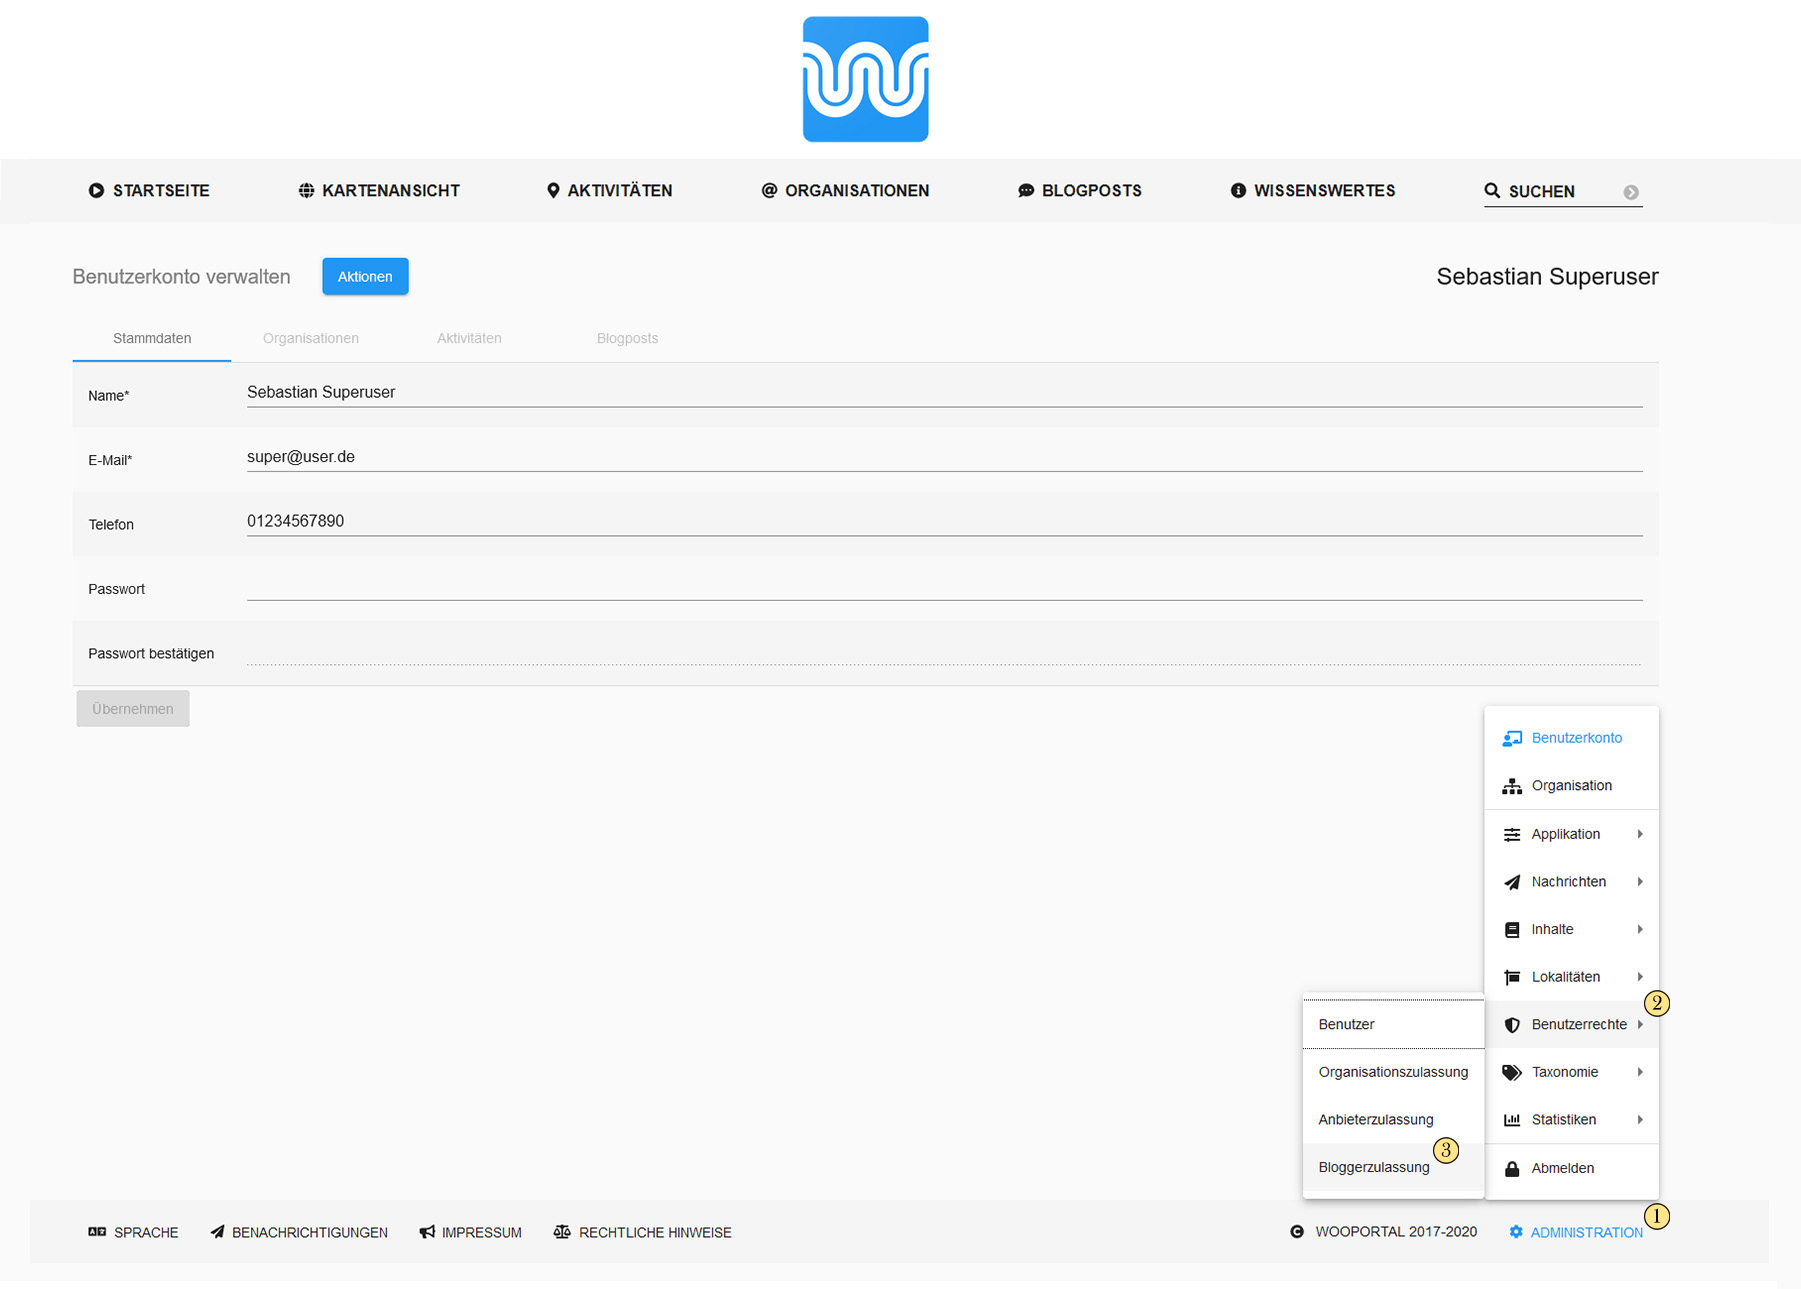 STARTSEITE KARTENANSICHT AKTIVITÄTEN ORGANISATIONEN BLOGPOSTS WISSENSWERTES SUCHEN
Benutzerkonto verwalten Aktionen Sebastian Superuser
Stammdaten Organisationen Aktivitäten Blogposts
Name* Sebastian Superuser
E-Mail* super@user.de
Telefon 01234567890
Passwort
Passwort bestätigen
Übernehmen
Benutzerkonto
Organisation
Applikation
Nachrichten
Inhalte
Lokalitäten
2
Benutzerrechte
Taxonomie
Statistiken
Abmelden
Benutzer
Organisationszulassung
Anbieterzulassung
3
Bloggerzulassung
1
SPRACHE BENACHRICHTIGUNGEN IMPRESSUM RECHTLICHE HINWEISE WOOPORTAL 2017-2020 ADMINISTRATION